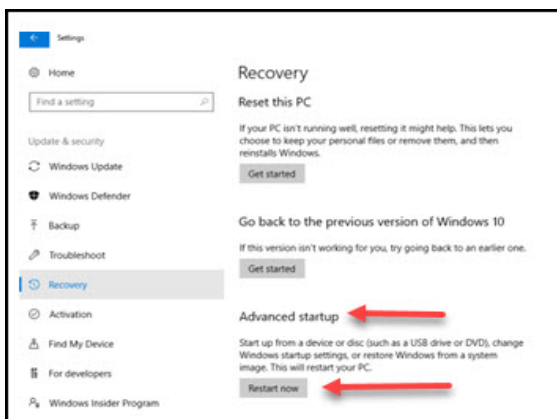 Settings
Home
Find a setting
Update & security
Windows Update
Windows Defender
Backup
Troubleshoot
Recovery
Activation
Find My Device
For developers
Windows Insider Program
Recovery
Reset this PC
If your PC isn't running well, resetting it might help. This lets you
choose to keep your personal files or remove them, and then
reinstalls Windows.
Get started
Go back to the previous version of Windows 10
If this version isn't working for you, try going back to an earlier one.
Get started
Advanced startup
Start up from a device or disc (such as a USB drive or DVD), change
Windows startup settings, or restore Windows from a system
image. This will restart your PC.
Restart now